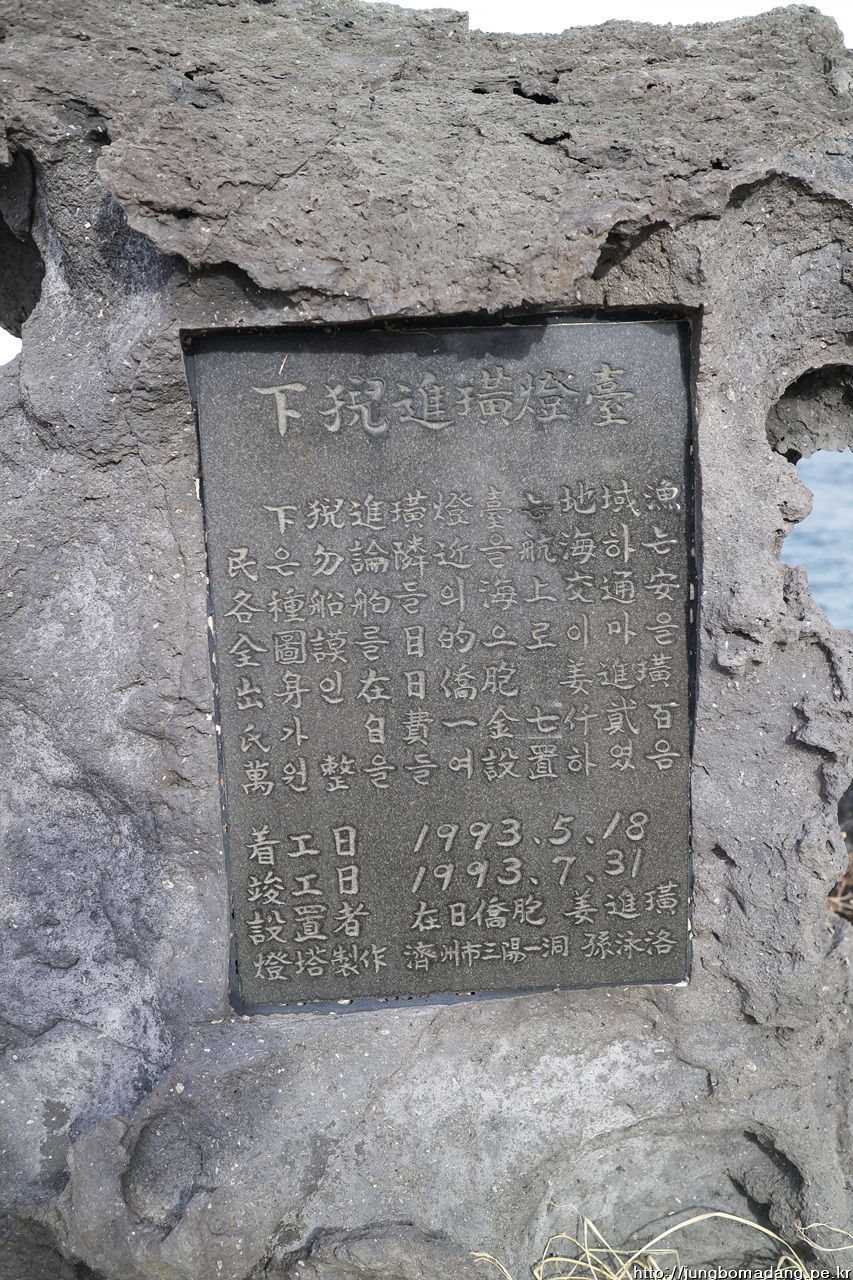 下猊進璜燈臺
下猊進璜燈臺는 地域漁
民은 勿論隣近을 航海하는
各種船舶들의 海上交通安
全圖謨를 目的으로 이마을
出身인 在日僑胞 姜進璜
氏가 自費一金七仟貳百
萬원整을들여設置하였음
着工日 1993.5.18
竣工日 1993.7.31
設置者 在日僑胞 姜進璜
燈塔製作 濟州市三陽一洞 孫泳洛
http://jungbomadang.pe.kr